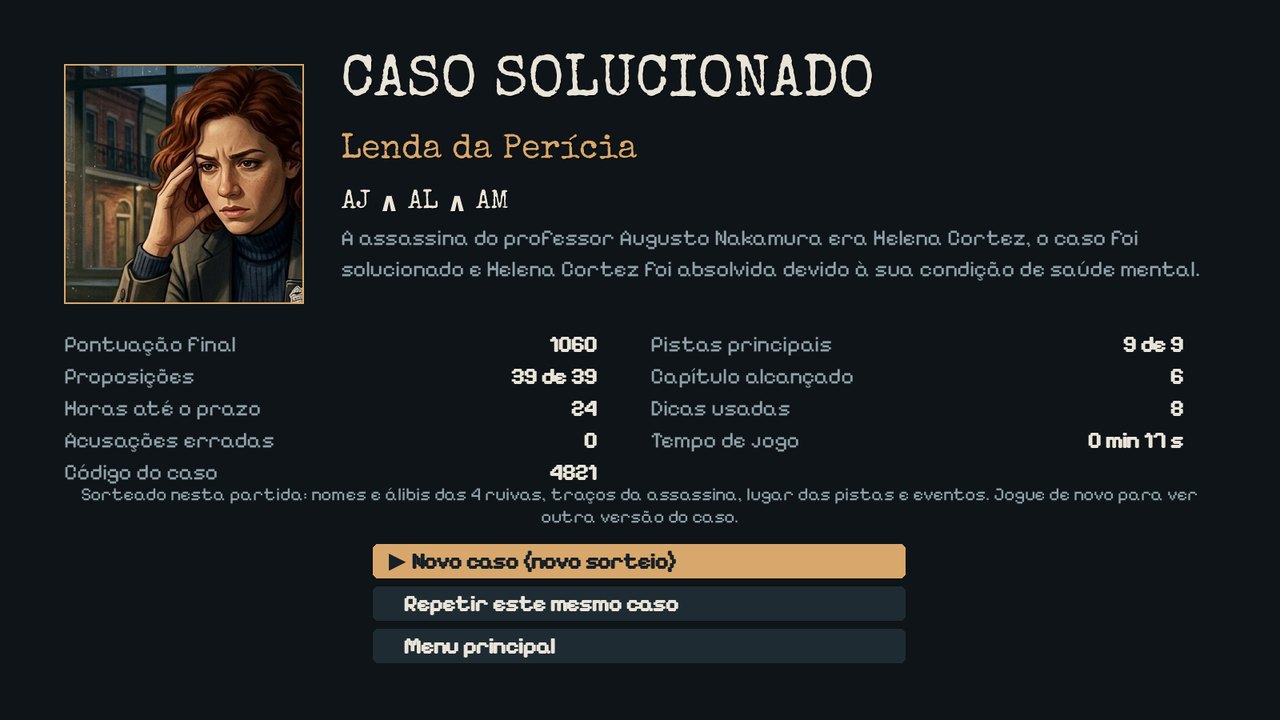 CASO SOLUCIONADO
Lenda da Perícia
AJ ∧ AL ∧ AM
A assassina do professor Augusto Nakamura era Helena Cortez, o caso foi
solucionado e Helena Cortez foi absolvida devido à sua condição de saúde mental.
Pontuação final 1060 Pistas principais 9 de 9
Proposições 39 de 39 Capítulo alcançado 6
Horas até o prazo 24 Dicas usadas 8
Acusações erradas 0 Tempo de jogo 0 min 17 s
Código do caso 4821
Sorteado nesta partida: nomes e álibis das 4 ruivas, traços da assassina, lugar das pistas e eventos. Jogue de novo para ver
outra versão do caso.
▶ Novo caso (novo sorteio)
Repetir este mesmo caso
Menu principal